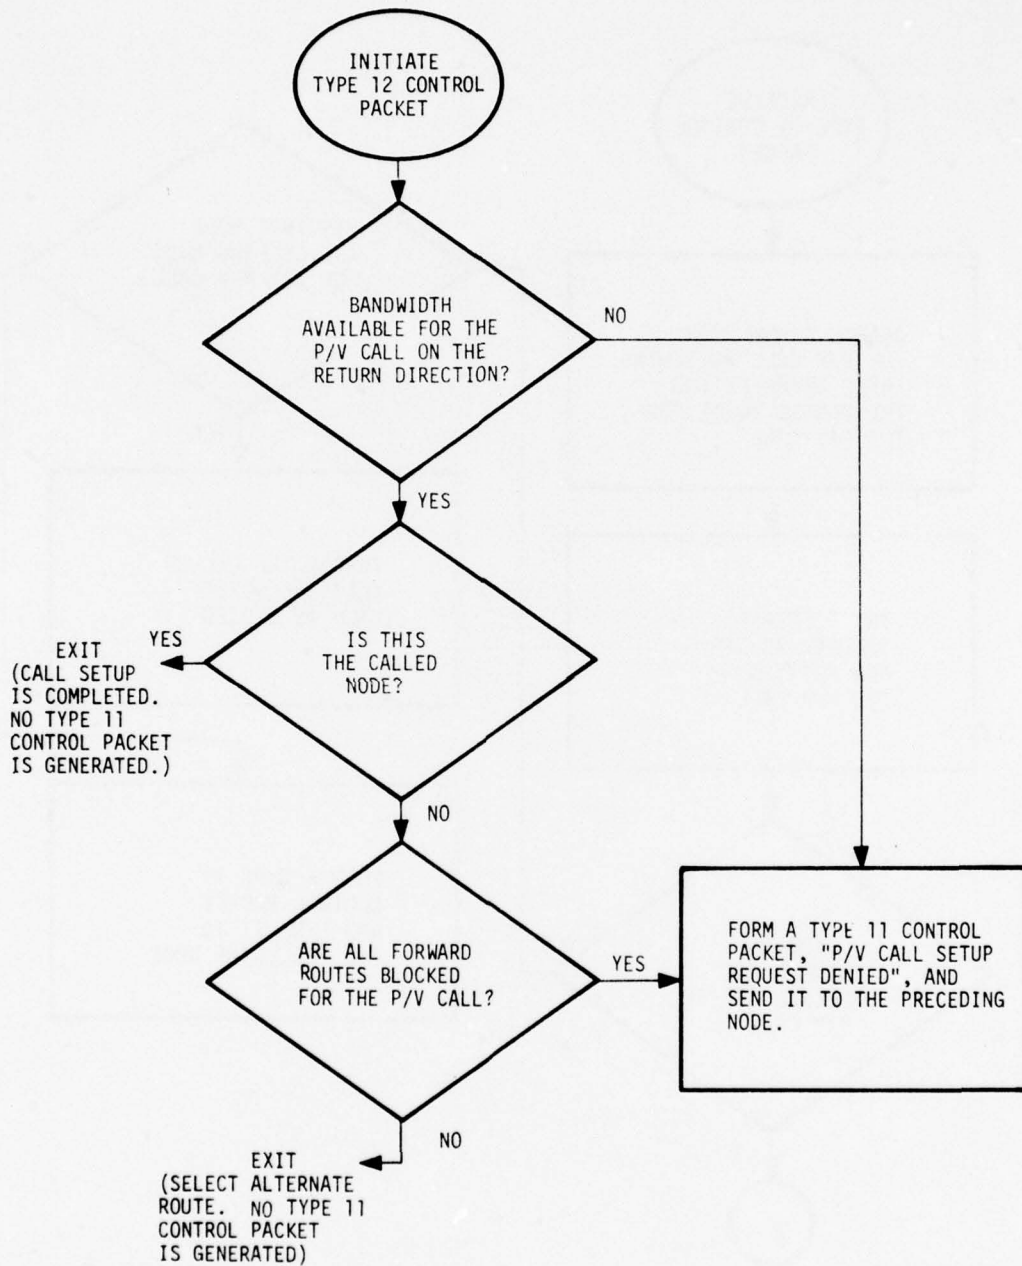 INITIATE
TYPE 12 CONTROL
PACKET
BANDWIDTH
AVAILABLE FOR THE
P/V CALL ON THE
RETURN DIRECTION?
NO
YES
IS THIS
THE CALLED
NODE?
YES
EXIT
(CALL SETUP
IS COMPLETED.
NO TYPE 11
CONTROL PACKET
IS GENERATED.)
NO
ARE ALL FORWARD
ROUTES BLOCKED
FOR THE P/V CALL?
YES
FORM A TYPE 11 CONTROL
PACKET, "P/V CALL SETUP
REQUEST DENIED", AND
SEND IT TO THE PRECEDING
NODE.
NO
EXIT
(SELECT ALTERNATE
ROUTE. NO TYPE 11
CONTROL PACKET
IS GENERATED)